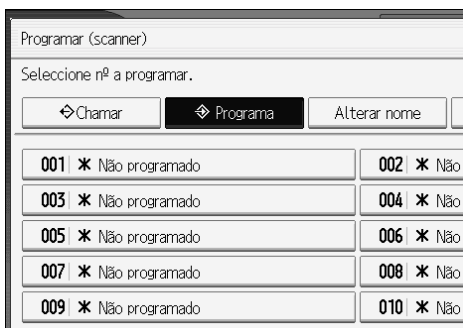 Programar (scanner)
Seleccione nº a programar.
Chamar Programa Alterar nome
001 * Não programado 002 * Não
003 * Não programado 004 * Não
005 * Não programado 006 * Não
007 * Não programado 008 * Não
009 * Não programado 010 * Não